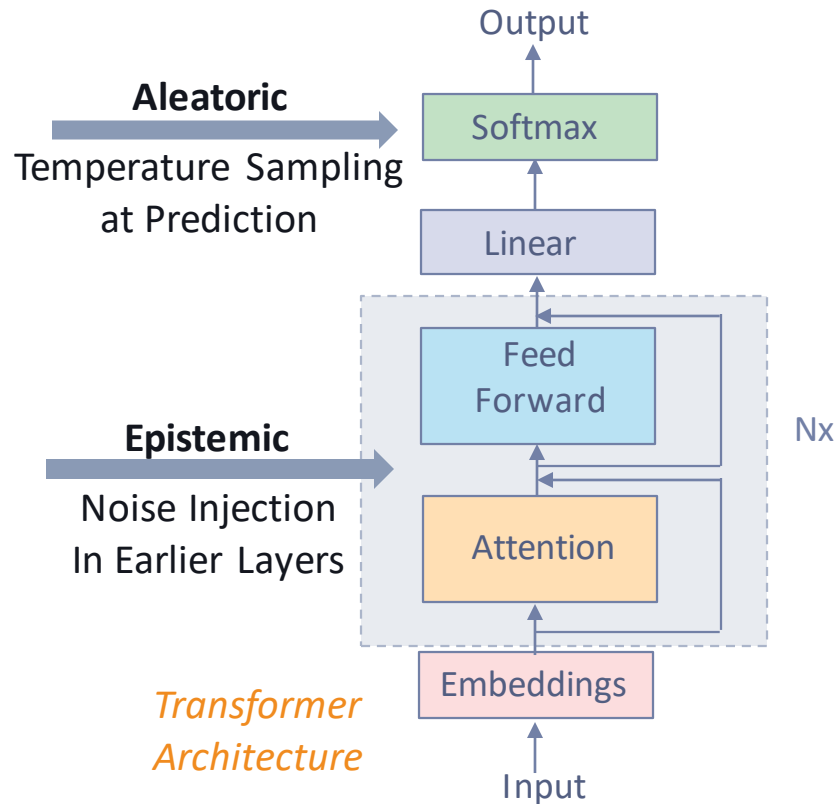 Output
Aleatoric
Softmax
Temperature Sampling
at Prediction
Linear
Feed
Forward
Nx
Epistemic
Noise Injection
In Earlier Layers
Attention
Embeddings
Transformer
Architecture
Input